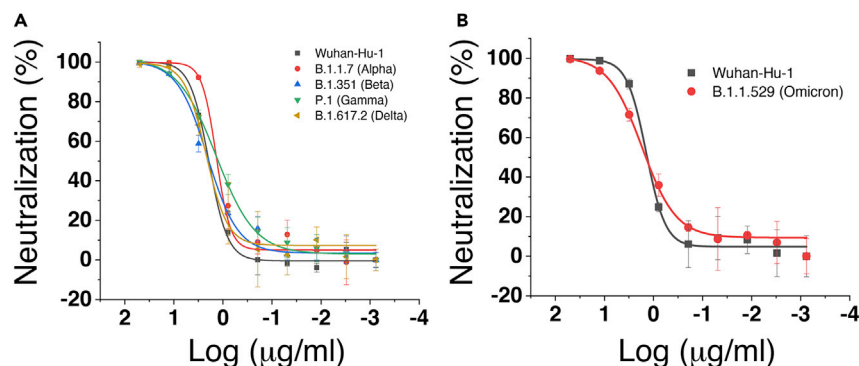 A
Neutralization (%)
100
80
60
40
20
0
-20
2 1 0 -1 -2 -3 -4
Log (μg/ml)
Wuhan-Hu-1
B.1.1.7 (Alpha)
B.1.351 (Beta)
P.1 (Gamma)
B.1.617.2 (Delta)
B
Neutralization (%)
100
80
60
40
20
0
-20
2 1 0 -1 -2 -3 -4
Log (μg/ml)
Wuhan-Hu-1
B.1.1.529 (Omicron)